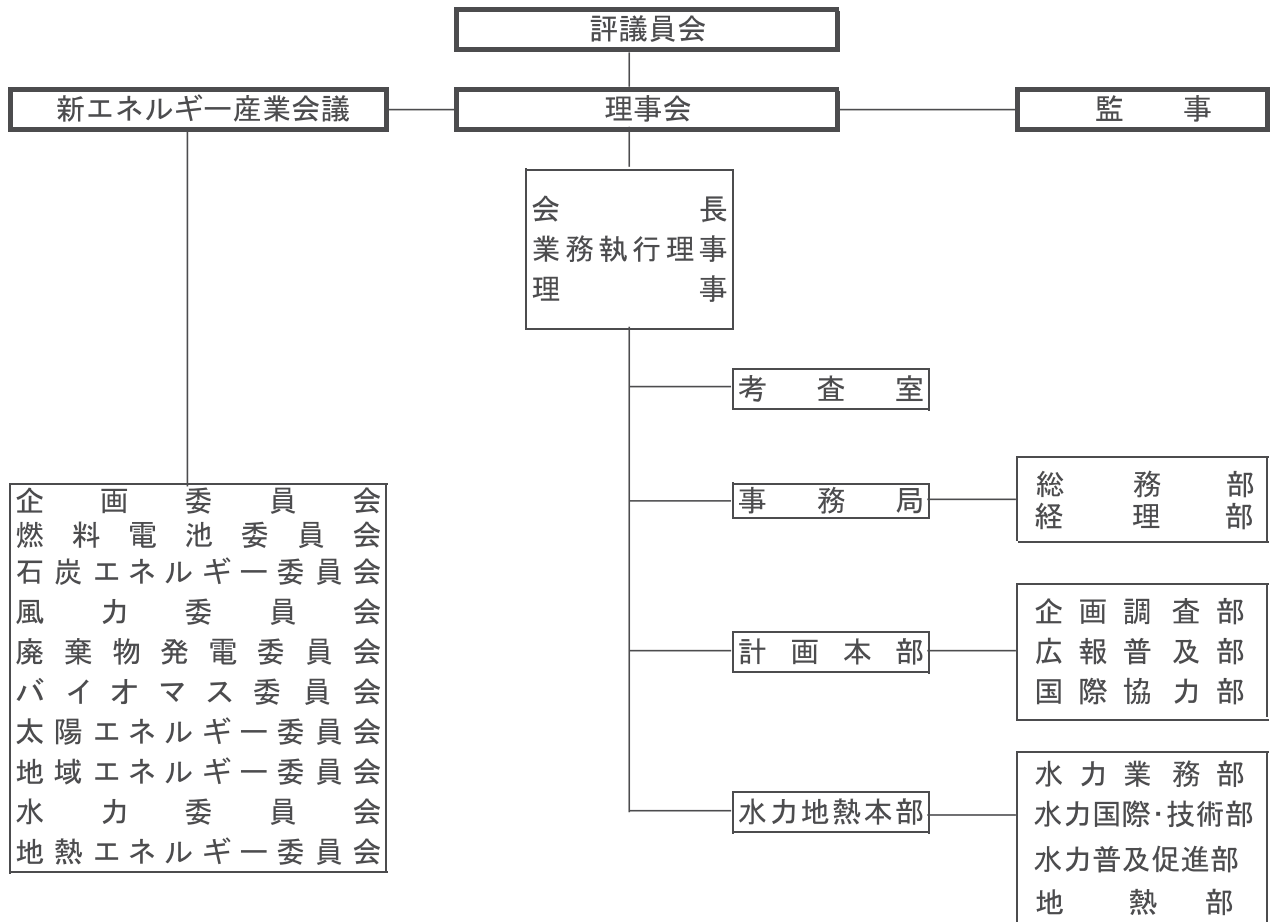 評議員会
新エネルギー産業会議
理事会
監事
会長
業務執行理事
理事
考査室
事務局
総務部
経理部
計画本部
企画調査部
広報普及部
国際協力部
水力地熱本部
水力業務部
水力国際・技術部
水力普及促進部
地熱部
企画委員会
燃料電池委員会
石炭エネルギー委員会
風力委員会
廃棄物発電委員会
バイオマス委員会
太陽エネルギー委員会
地域エネルギー委員会
水力委員会
地熱エネルギー委員会